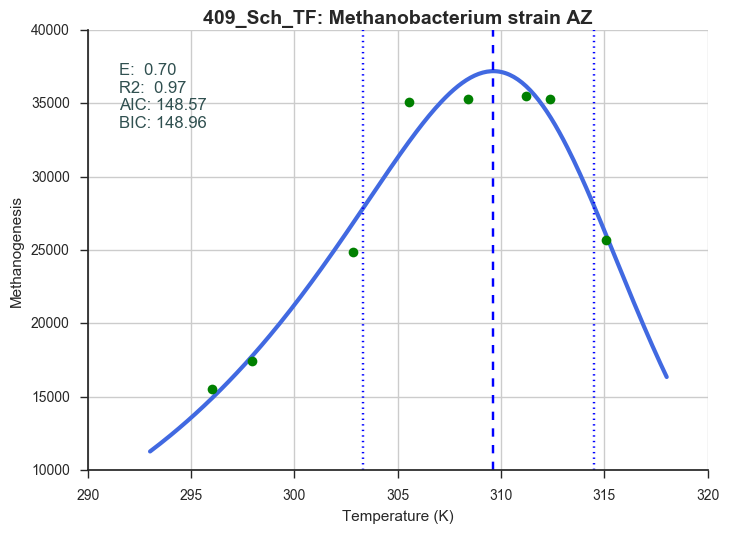 409_Sch_TF: Methanobacterium strain AZ
E:  0.70
R2:  0.97
AIC: 148.57
BIC: 148.96
Methanogenesis
40000
35000
30000
25000
20000
15000
10000
290 295 300 305 310 315 320
Temperature (K)